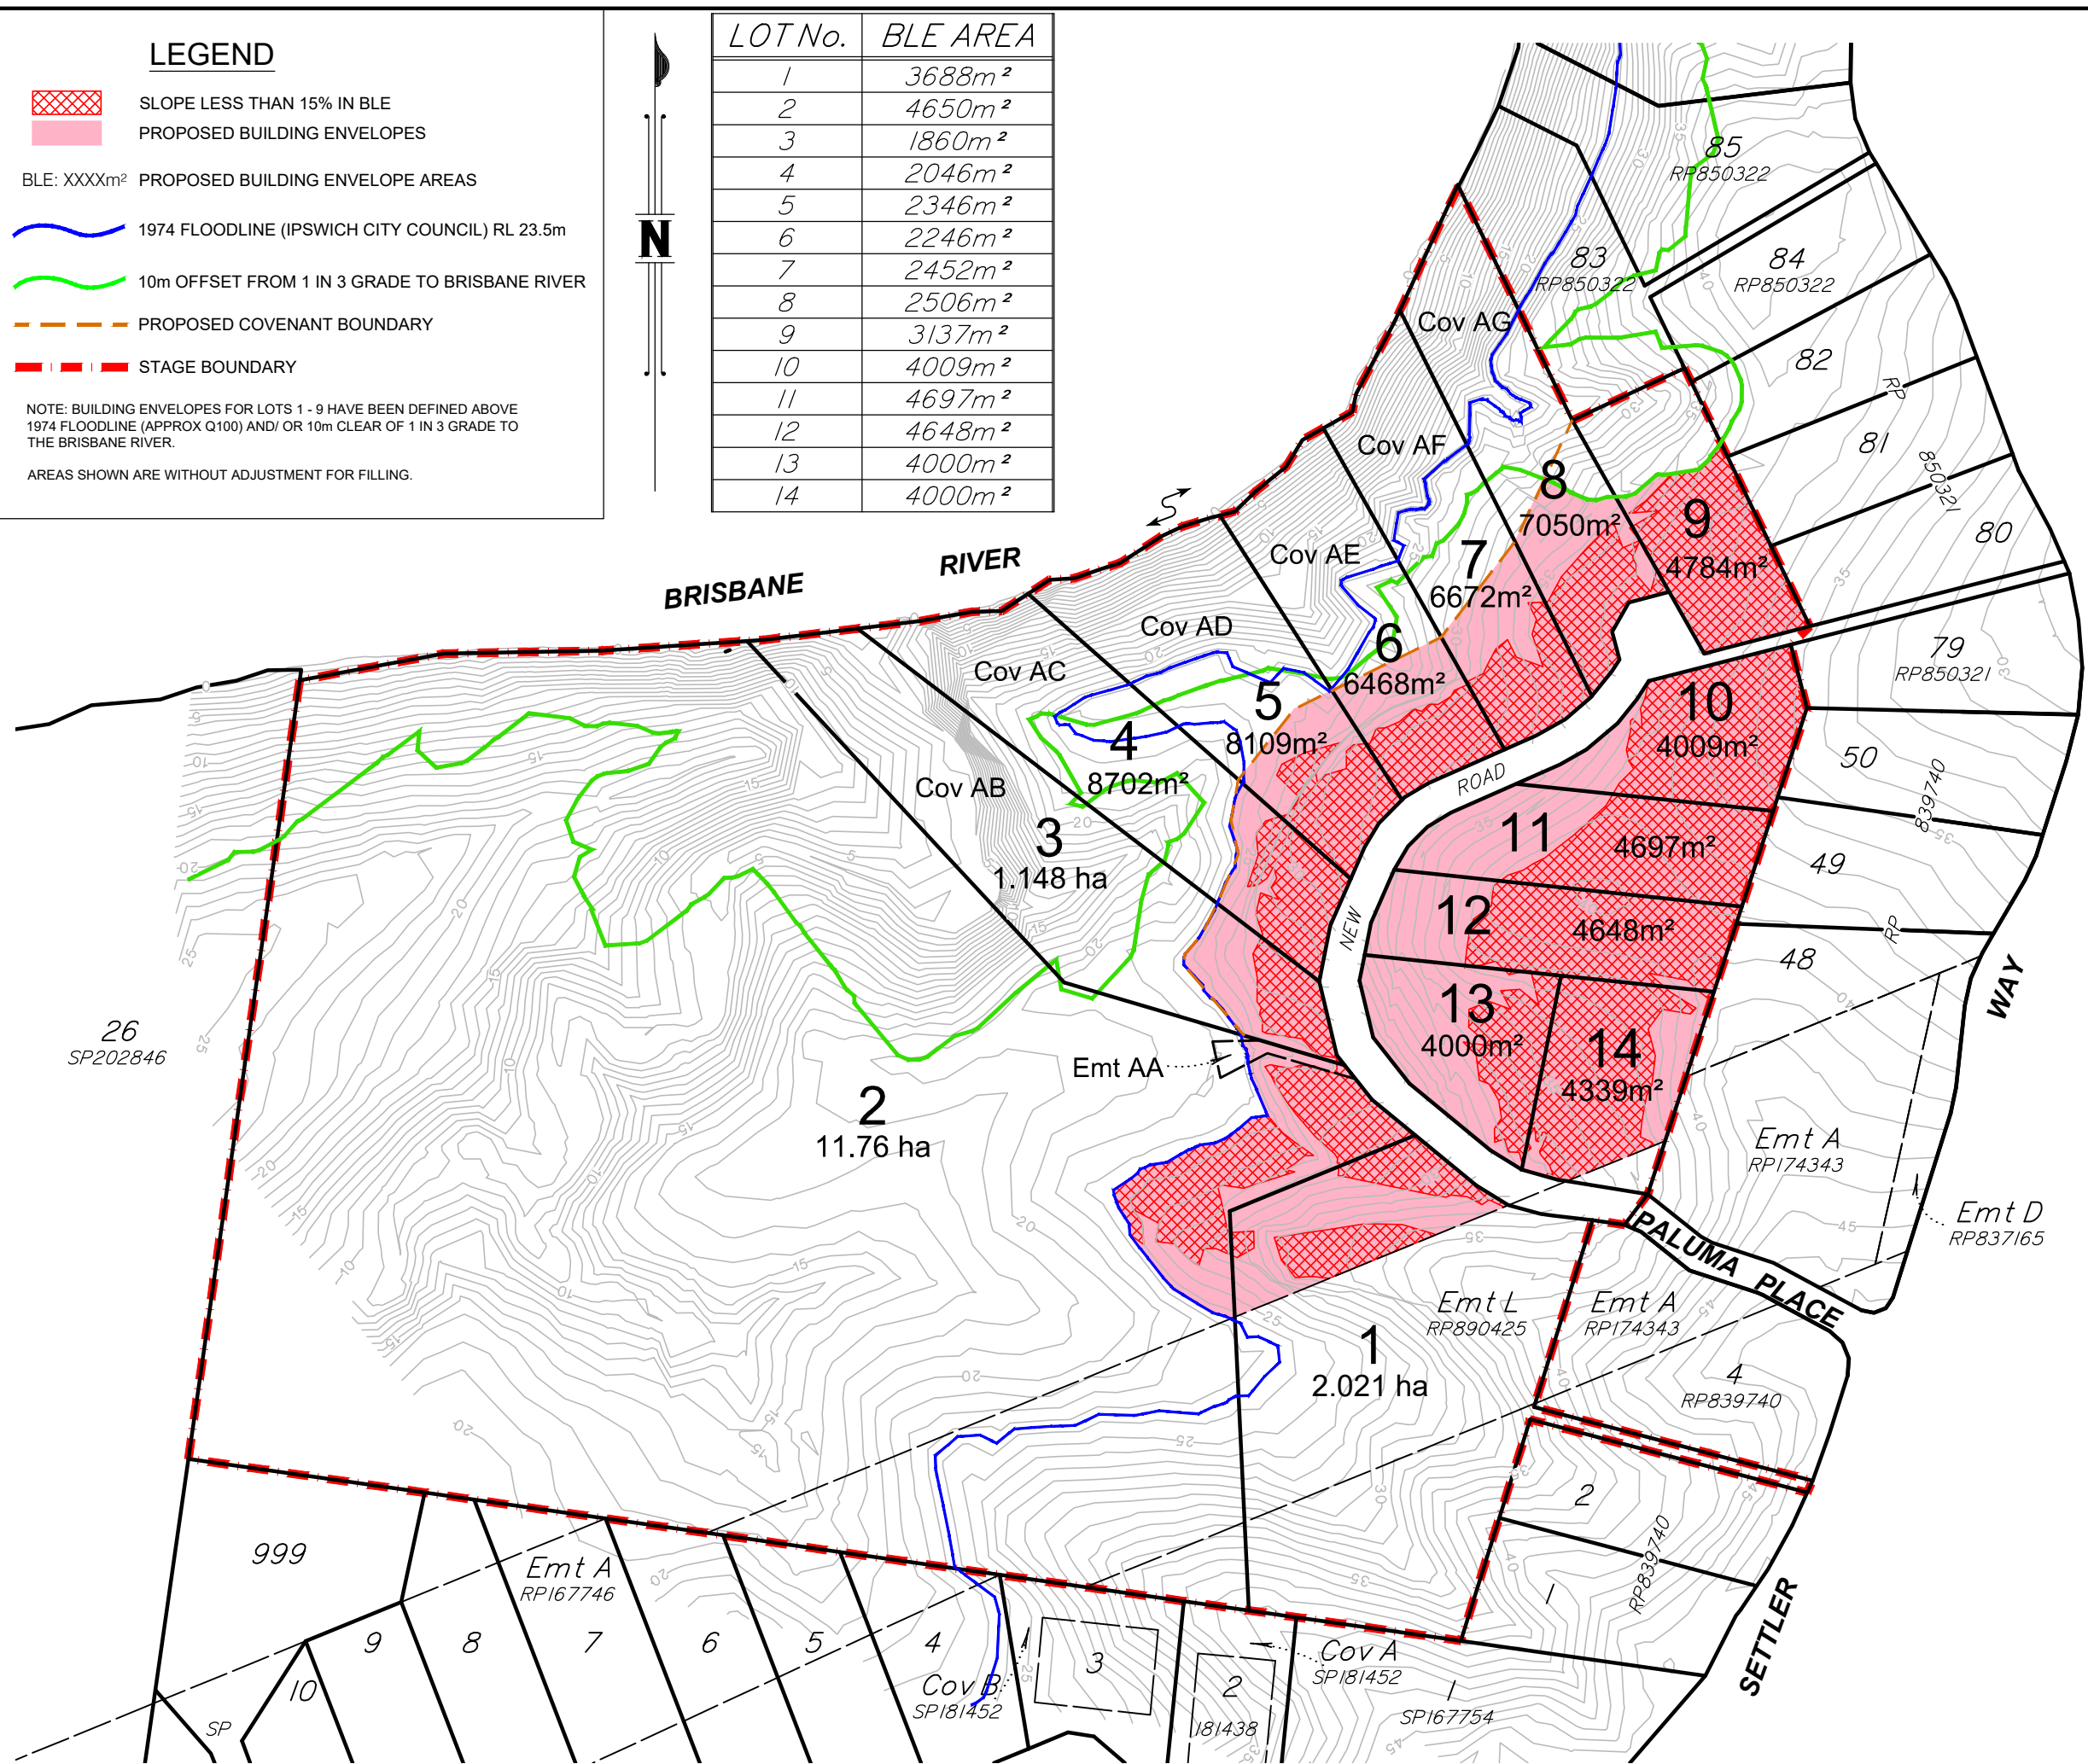 LEGEND
SLOPE LESS THAN 15% IN BLE
PROPOSED BUILDING ENVELOPES
BLE: XXXXm² PROPOSED BUILDING ENVELOPE AREAS
1974 FLOODLINE (IPSWICH CITY COUNCIL) RL 23.5m
10m OFFSET FROM 1 IN 3 GRADE TO BRISBANE RIVER
PROPOSED COVENANT BOUNDARY
STAGE BOUNDARY
NOTE: BUILDING ENVELOPES FOR LOTS 1 - 9 HAVE BEEN DEFINED ABOVE
1974 FLOODLINE (APPROX Q100) AND/ OR 10m CLEAR OF 1 IN 3 GRADE TO
THE BRISBANE RIVER.
AREAS SHOWN ARE WITHOUT ADJUSTMENT FOR FILLING.
N
LOT No. BLE AREA
1 3688m²
2 4650m²
3 1860m²
4 2046m²
5 2346m²
6 2246m²
7 2452m²
8 2506m²
9 3137m²
10 4009m²
11 4697m²
12 4648m²
13 4000m²
14 4000m²
85
RP850322
83
RP850322
84
RP850322
82
RP
81
850321
80
79
RP850321
50
839740
49
RP
48
WAY
Cov AG
Cov AF
Cov AE
Cov AD
Cov AC
Cov AB
BRISBANE
RIVER
8
7050m²
9
4784m²
7
6672m²
6
6468m²
5
8109m²
4
8702m²
3
1.148 ha
10
4009m²
11
4697m²
12
4648m²
13
4000m²
14
4339m²
NEW
ROAD
Emt AA
2
11.76 ha
1
2.021 ha
26
SP202846
Emt A
RP174343
Emt D
RP837165
PALUMA PLACE
Emt L
RP890425
Emt A
RP174343
4
RP839740
2
RP839740
1
SETTLER
999
Emt A
RP167746
10
9
8
7
6
5
4
SP
Cov B
SP181452
3
2
181438
Cov A
SP181452
1
SP167754